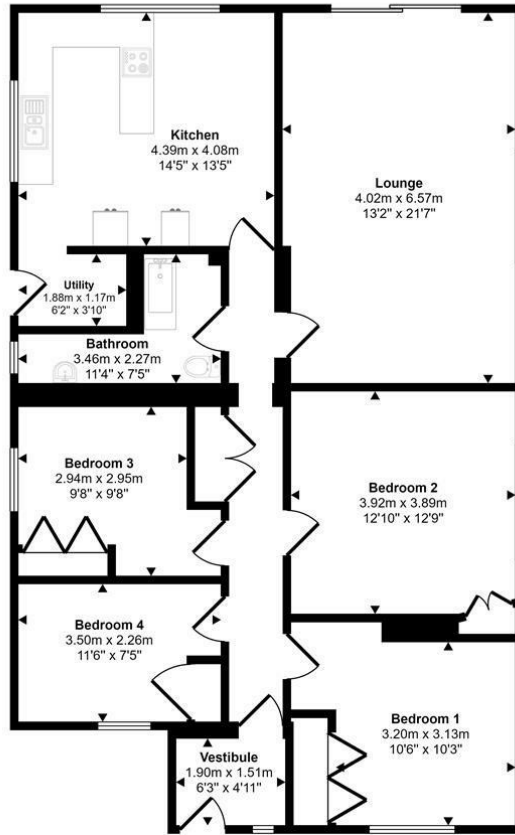 Kitchen
4.39m x 4.08m
14'5" x 13'5"
Lounge
4.02m x 6.57m
13'2" x 21'7"
Utility
1.88m x 1.17m
6'2" x 3'10"
Bathroom
3.46m x 2.27m
11'4" x 7'5"
Bedroom 3
2.94m x 2.95m
9'8" x 9'8"
Bedroom 2
3.92m x 3.89m
12'10" x 12'9"
Bedroom 4
3.50m x 2.26m
11'6" x 7'5"
Bedroom 1
3.20m x 3.13m
10'6" x 10'3"
Vestibule
1.90m x 1.51m
6'3" x 4'11"